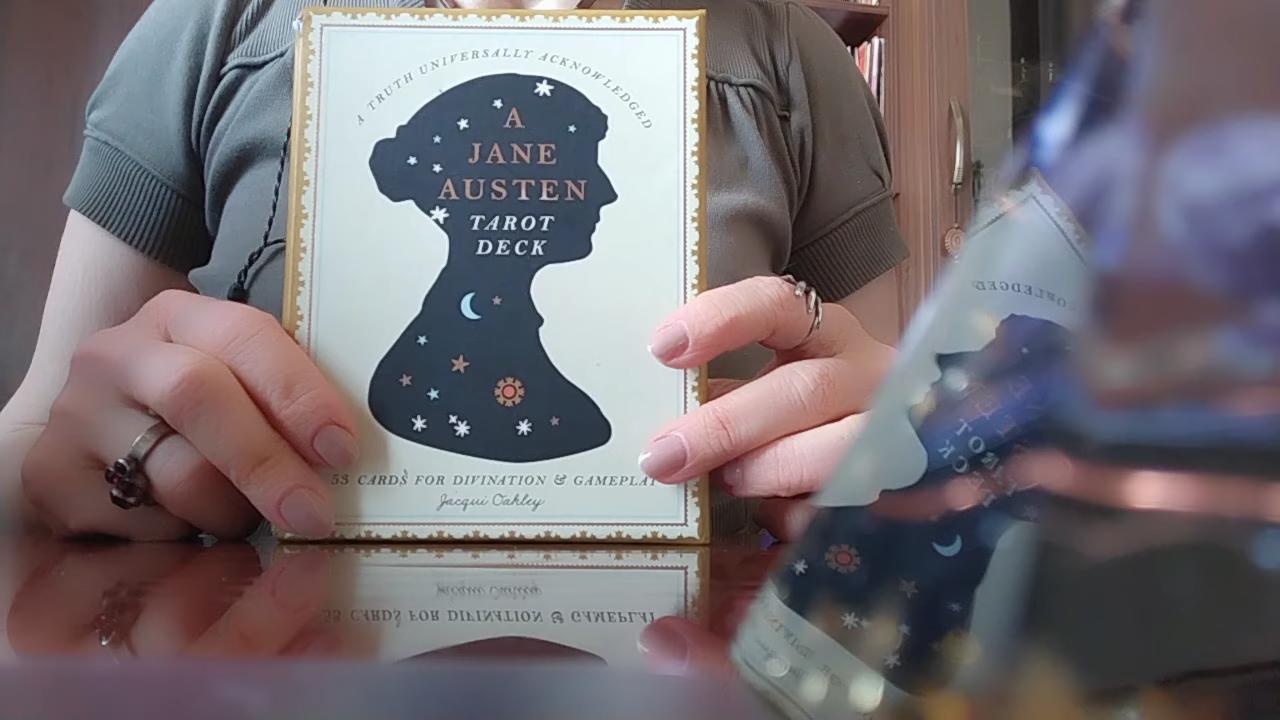 A TRUTH UNIVERSALLY ACKNOWLEDGED
A
JANE
AUSTEN
TAROT
DECK
53 CARDS FOR DIVINATION & GAMEPLAY
Jacqui Oakley